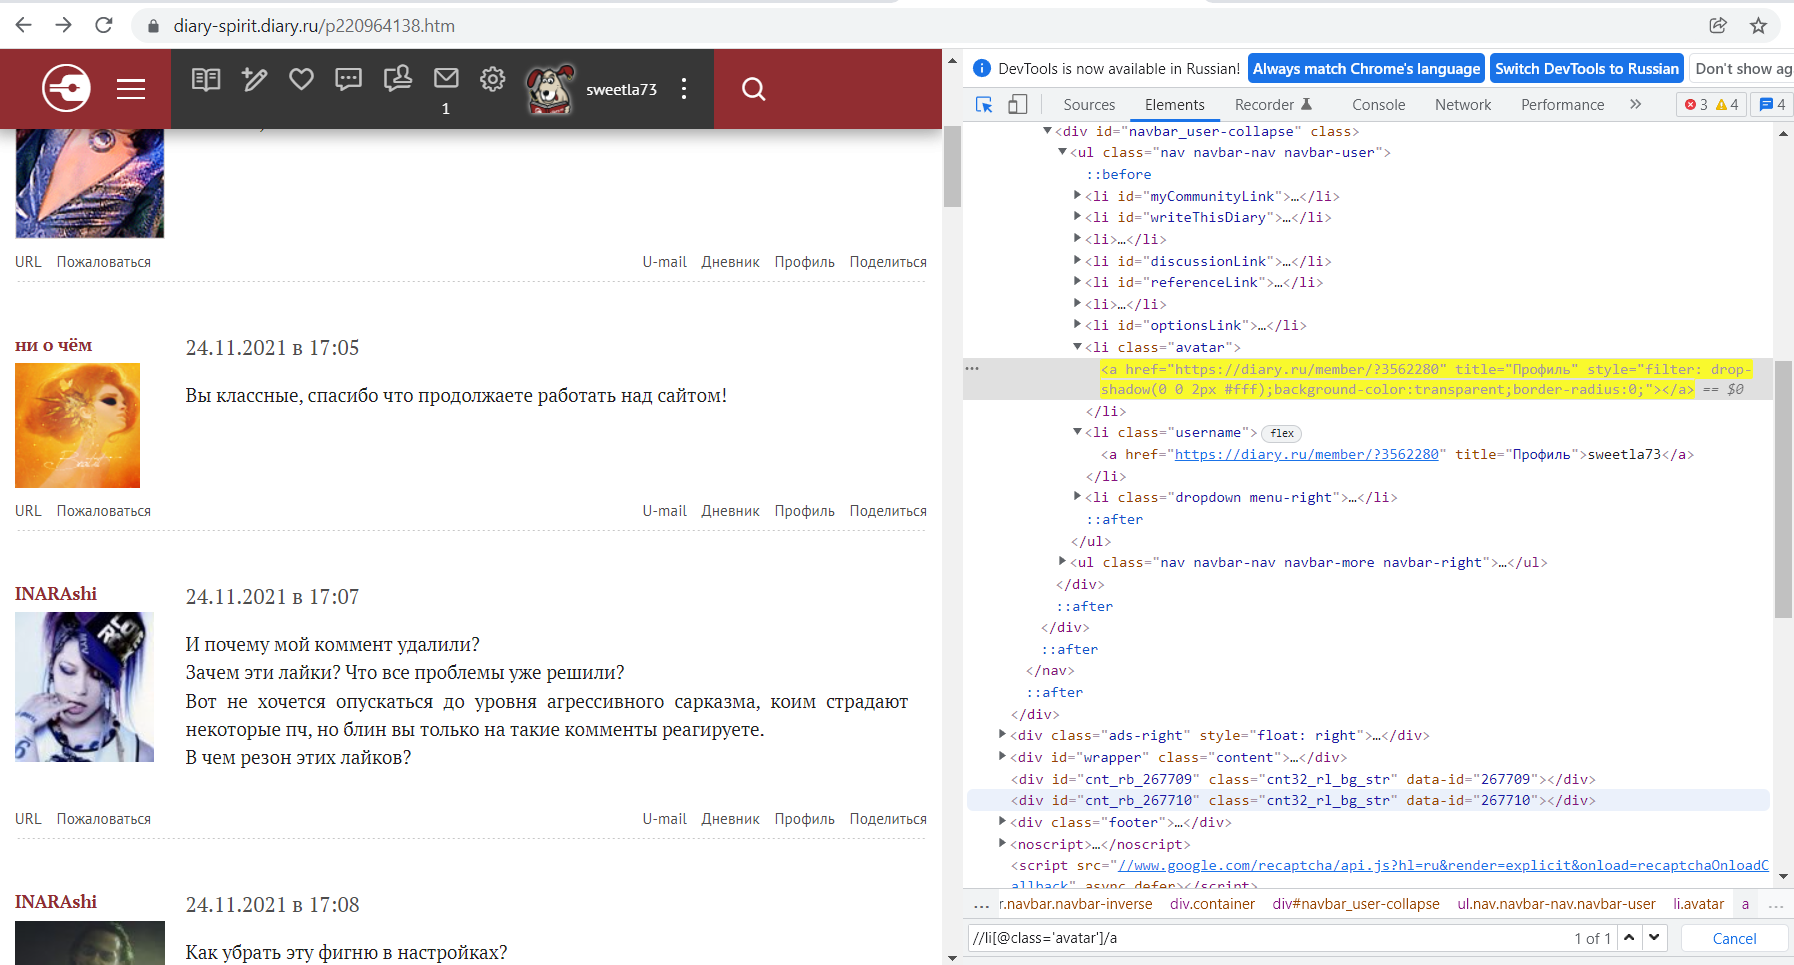 diary-spirit.diary.ru/p220964138.htm
1
sweetla73
URL Пожаловаться U-mail Дневник Профиль Поделиться
ни о чём
24.11.2021 в 17:05
Вы классные, спасибо что продолжаете работать над сайтом!
URL Пожаловаться U-mail Дневник Профиль Поделиться
INARAshi
24.11.2021 в 17:07
И почему мой коммент удалили?
Зачем эти лайки? Что все проблемы уже решили?
Вот не хочется опускаться до уровня агрессивного сарказма, коим страдают
некоторые пч, но блин вы только на такие комменты реагируете.
В чем резон этих лайков?
URL Пожаловаться U-mail Дневник Профиль Поделиться
INARAshi
24.11.2021 в 17:08
Как убрать эту фигню в настройках?
DevTools is now available in Russian! Always match Chrome's language Switch DevTools to Russian Don't show ag
Sources Elements Recorder Console Network Performance » 3 4 4
<div id="navbar_user-collapse" class>
<ul class="nav navbar-nav navbar-user">
::before
<li id="myCommunityLink">…</li>
<li id="writeThisDiary">…</li>
<li>…</li>
<li id="discussionLink">…</li>
<li id="referenceLink">…</li>
<li>…</li>
<li id="optionsLink">…</li>
<li class="avatar">
<a href="https://diary.ru/member/?3562280" title="Профиль" style="filter: drop-
shadow(0 0 2px #fff);background-color:transparent;border-radius:0;"></a> == $0
</li>
<li class="username"> flex
<a href="https://diary.ru/member/?3562280" title="Профиль">sweetla73</a>
</li>
<li class="dropdown menu-right">…</li>
::after
</ul>
<ul class="nav navbar-nav navbar-more navbar-right">…</ul>
</div>
::after
</div>
::after
</nav>
::after
</div>
<div class="ads-right" style="float: right">…</div>
<div id="wrapper" class="content">…</div>
<div id="cnt_rb_267709" class="cnt32_rl_bg_str" data-id="267709"></div>
<div id="cnt_rb_267710" class="cnt32_rl_bg_str" data-id="267710"></div>
<div class="footer">…</div>
<noscript>…</noscript>
<script src="//www.google.com/recaptcha/api.js?hl=ru&render=explicit&onload=recaptchaOnloadC
allback" async defer></script>
… r.navbar.navbar-inverse div.container div#navbar_user-collapse ul.nav.navbar-nav.navbar-user li.avatar a …
//li[@class='avatar']/a 1 of 1 Cancel